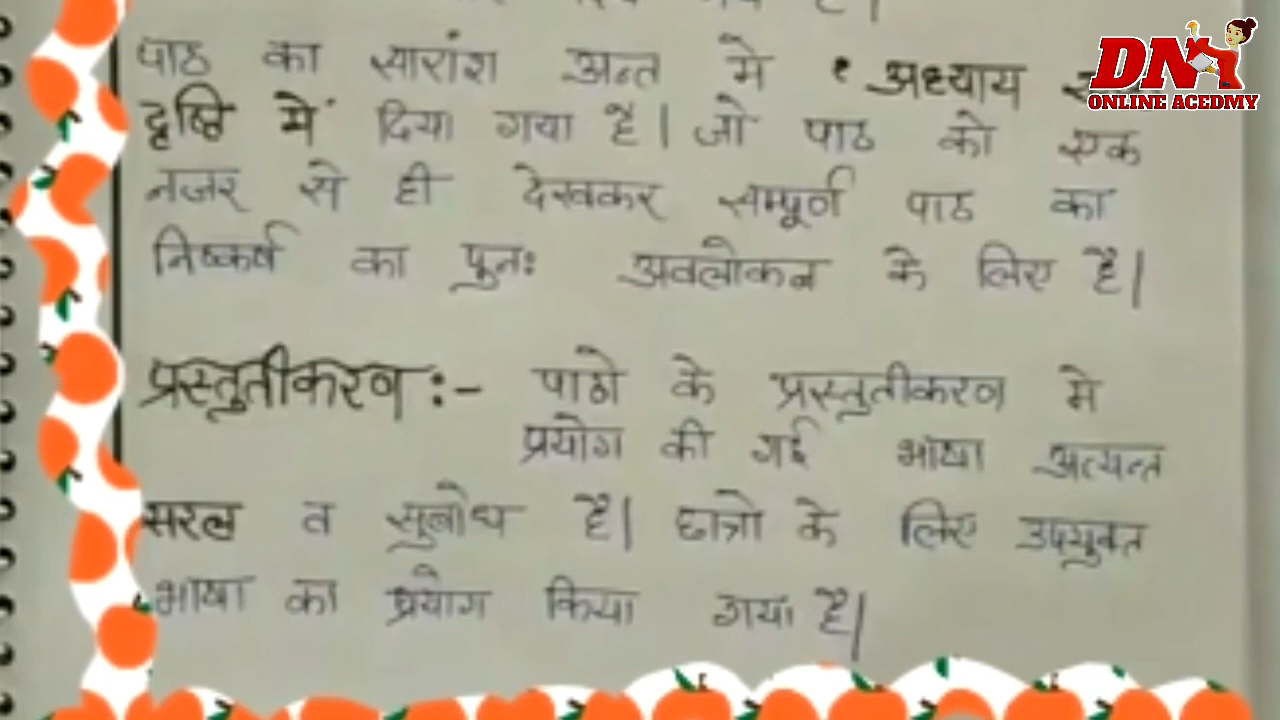 पाठ का सारांश अन्त मे 'अध्याय
दृष्टि में' दिया गया है। जो पाठ को एक
नजर से ही देखकर सम्पूर्ण पाठ का
निष्कर्ष का पुनः अवलोकन के लिए है।
प्रस्तुतीकरण :- पाठो के प्रस्तुतीकरण मे
प्रयोग की गई भाषा अत्यन्त
सरल व सुबोध है। छात्रो के लिए उपयुक्त
भाषा का प्रयोग किया गया है।
DN
ONLINE ACEDMY